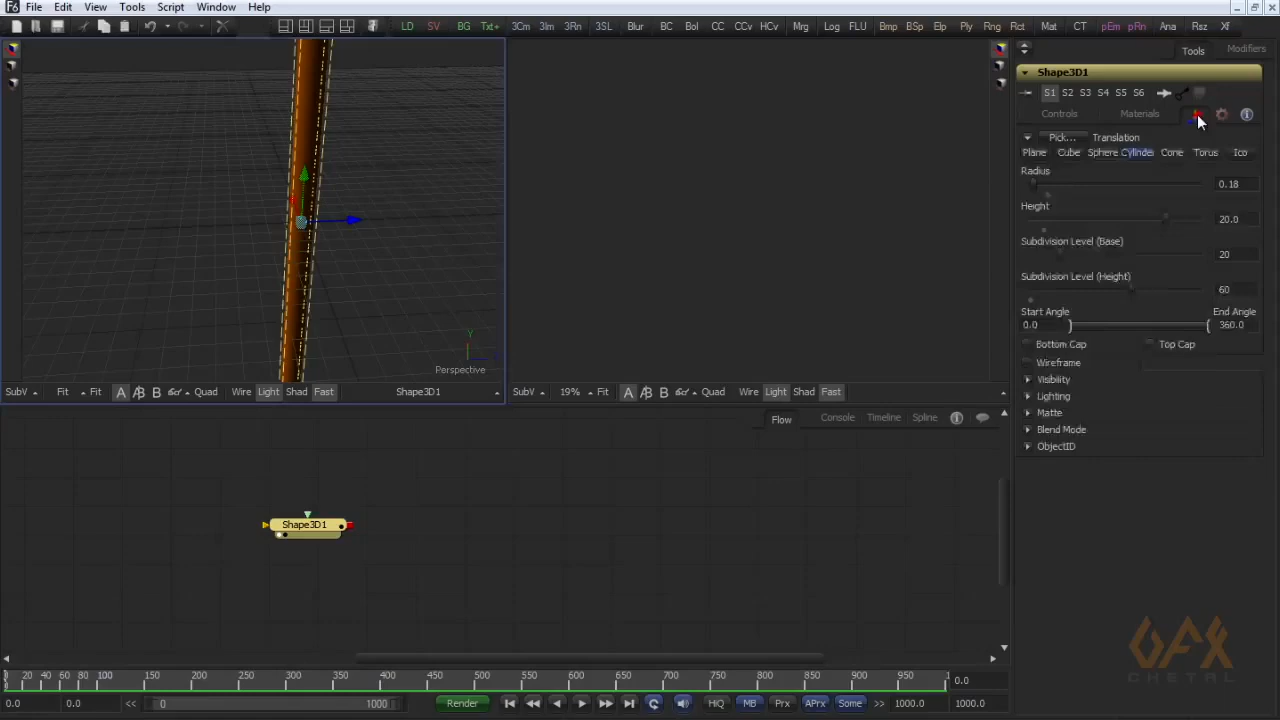 File Edit View Tools Script Window Help
LD SV BG Txt+ 3Cm 3Im 3Rn 3SL Blur BC Bol CC CCv HCv Mrg Log FLU Bmp BSp Elp Ply Rng Rct Mat CT pEm pRn Ana Rsz Xf
Tools Modifiers
Shape3D1
S1 S2 S3 S4 S5 S6
Controls Materials
Pick... Translation
Plane Cube Sphere Cylinder Cone Torus Ico
Radius
0.18
Height
20.0
Subdivision Level (Base)
20
Subdivision Level (Height)
60
Start Angle End Angle
0.0 360.0
Bottom Cap Top Cap
Wireframe
Visibility
Lighting
Matte
Blend Mode
ObjectID
Y
Perspective
SubV Fit Fit A B Quad Wire Light Shad Fast Shape3D1
SubV 19% Fit A B Quad Wire Light Shad Fast
Flow Console Timeline Spline
Shape3D1
GFX
CHETAL
0 20 40 60 80 100 150 200 250 300 350 400 450 500 550 600 650 700 750 800 850 900 950 1 0.0
0.0 0.0 << 0 1000 Render HiQ MB Prx APrx Some >> 1000.0 1000.0